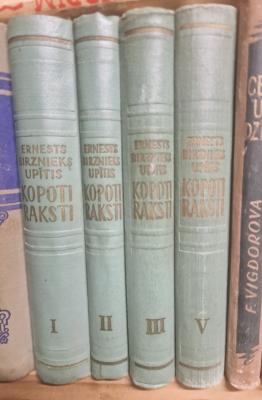 ERNESTS
BIRZNIEKS
UPĪTIS
KOPOTI
RAKSTI
I
ERNESTS
BIRZNIEKS
UPĪTIS
KOPOTI
RAKSTI
II
ERNESTS
BIRZNIEKS
UPĪTIS
KOPOTI
RAKSTI
III
ERNESTS
BIRZNIEKS
UPĪTIS
KOPOTI
RAKSTI
V
F. VIGDOROVA